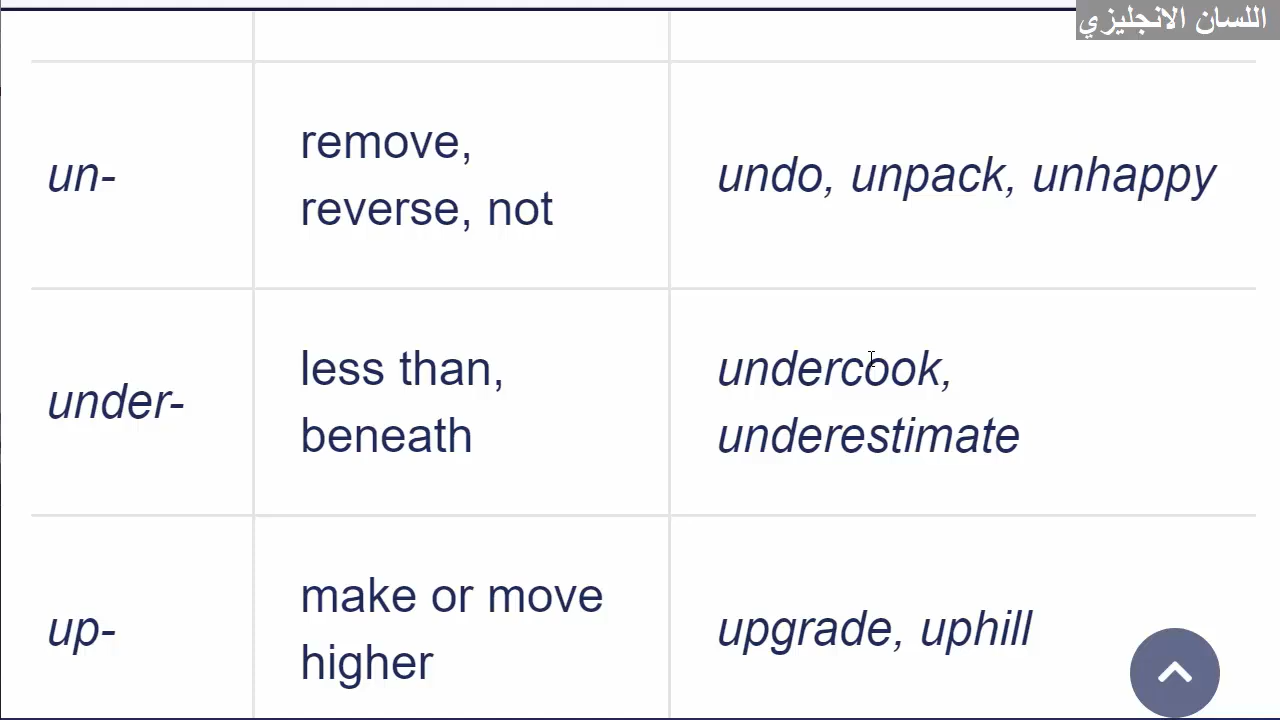 اللسان الانجليزي
un-
remove,
reverse, not
undo, unpack, unhappy
under-
less than,
beneath
undercook,
underestimate
up-
make or move
higher
upgrade, uphill